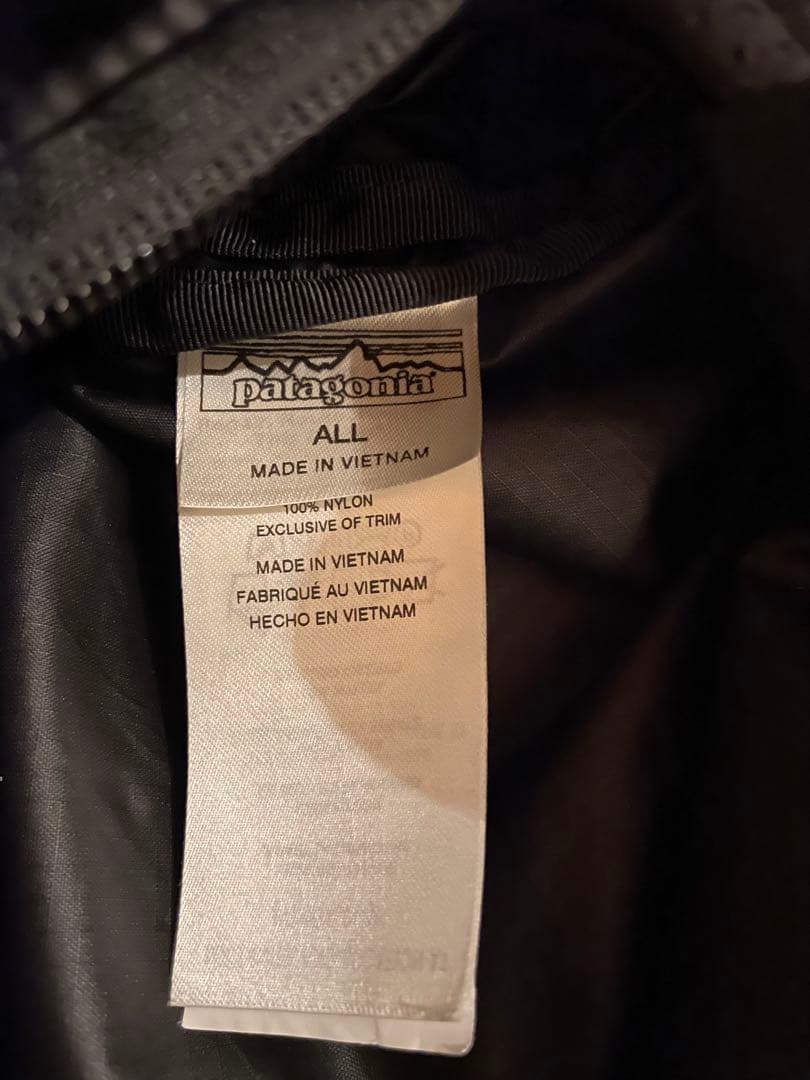 patagonia
ALL
MADE IN VIETNAM
100% NYLON
EXCLUSIVE OF TRIM
MADE IN VIETNAM
FABRIQUÉ AU VIETNAM
HECHO EN VIETNAM